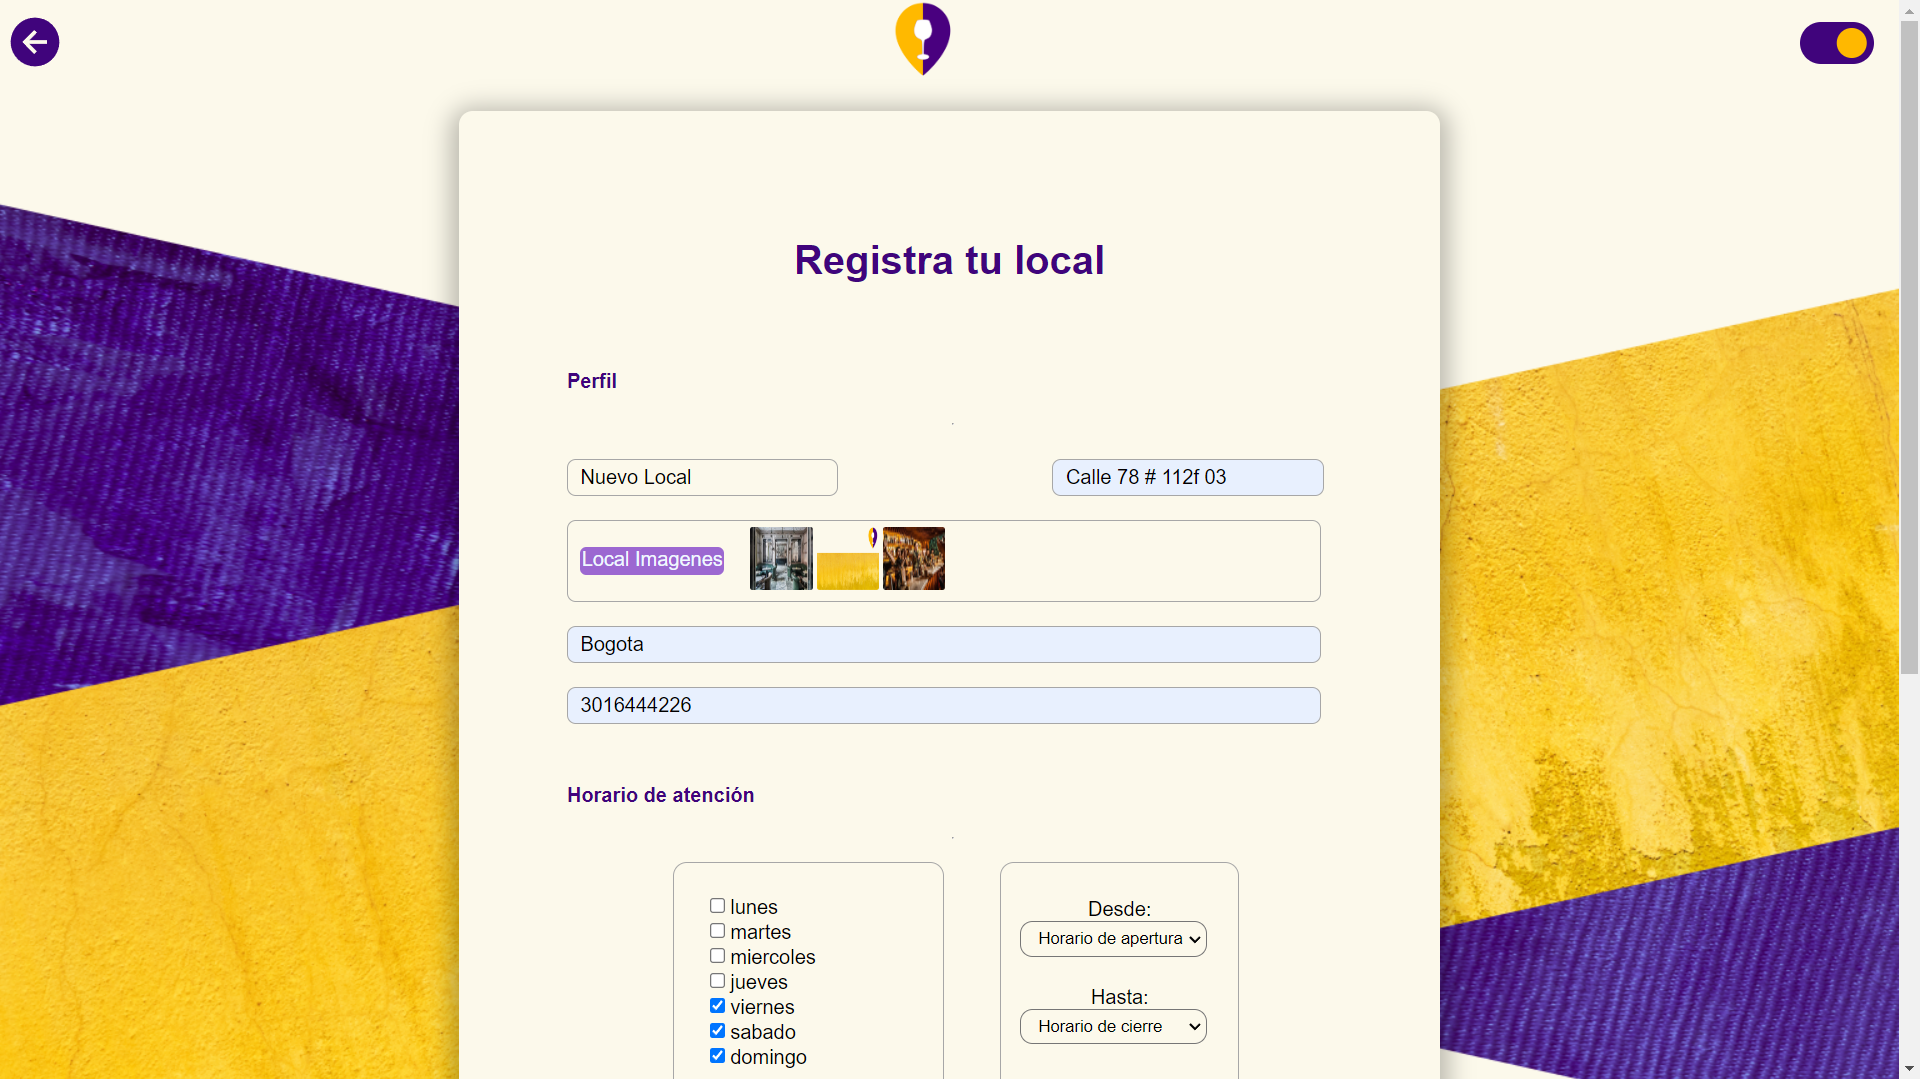 Registra tu local
Perfil
Nuevo Local
Calle 78 # 112f 03
Local Imagenes
Bogota
3016444226
Horario de atención
lunes
martes
miercoles
jueves
viernes
sabado
domingo
Desde:
Horario de apertura
Hasta:
Horario de cierre